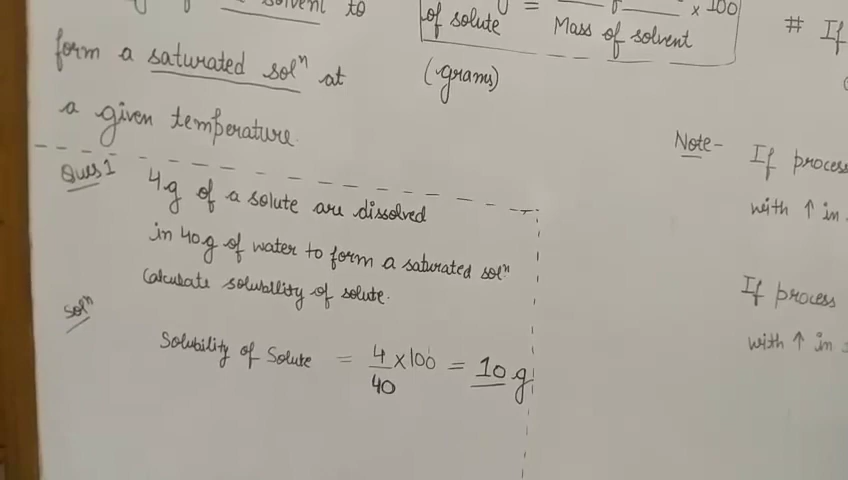 solvent to
form a saturated solⁿ at
a given temperature.
of solute = × 100
Mass of solvent
(grams)
# If
Note- If process
with ↑ in
If process
with ↑ in
Ques 1 4g of a solute are dissolved
in 40g of water to form a saturated solⁿ.
Calculate solubility of solute.
Solⁿ
Solubility of Solute = 4/40 × 100 = 10 g